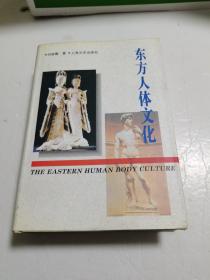 东方人体文化
THE EASTERN HUMAN BODY CULTURE